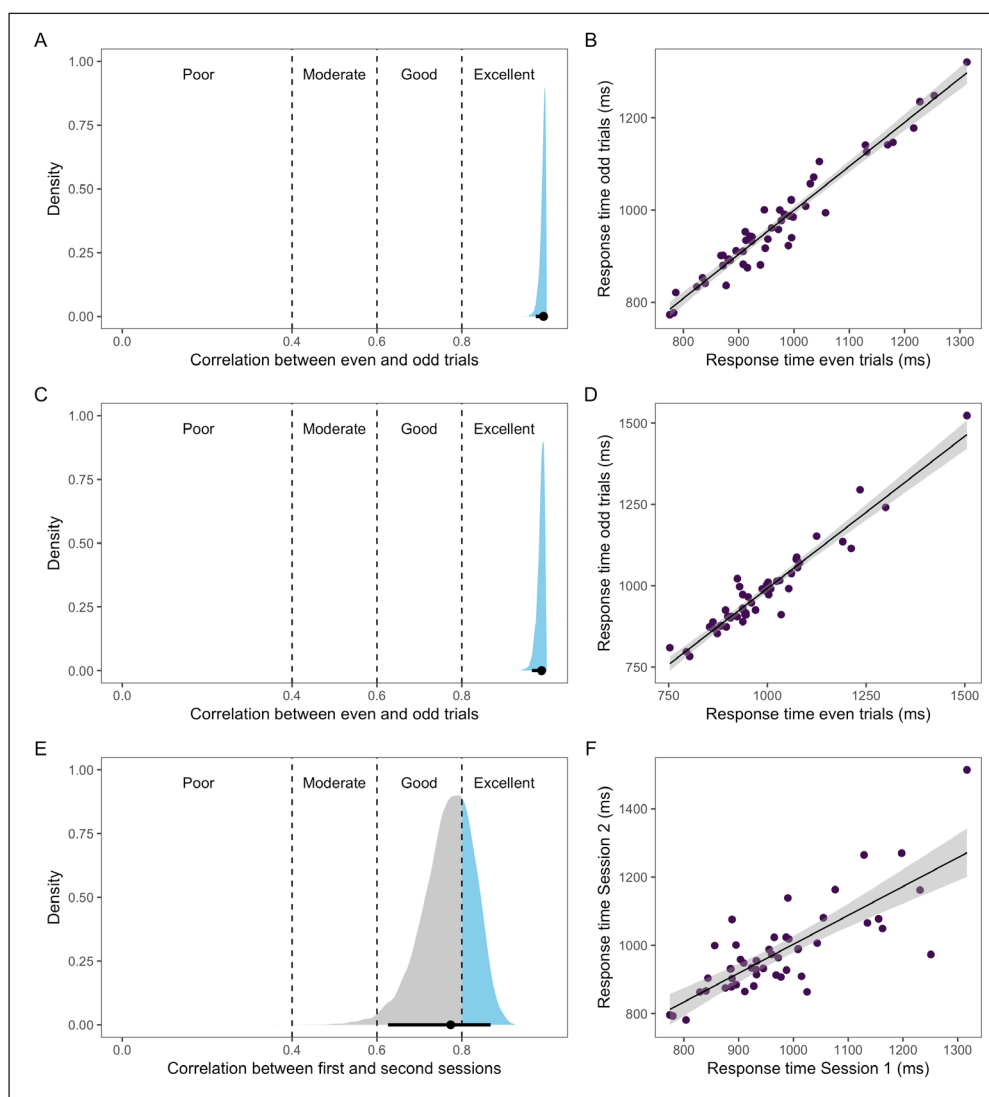 A
Poor Moderate Good Excellent
1.00
0.75
0.50
0.25
0.00
Density
0.0 0.4 0.6 0.8
Correlation between even and odd trials
B
Response time odd trials (ms)
1200
1000
800
800 900 1000 1100 1200 1300
Response time even trials (ms)
C
Poor Moderate Good Excellent
1.00
0.75
0.50
0.25
0.00
Density
0.0 0.4 0.6 0.8
Correlation between even and odd trials
D
Response time odd trials (ms)
1500
1250
1000
750
750 1000 1250 1500
Response time even trials (ms)
E
Poor Moderate Good Excellent
1.00
0.75
0.50
0.25
0.00
Density
0.0 0.4 0.6 0.8
Correlation between first and second sessions
F
Response time Session 2 (ms)
1400
1200
1000
800
800 900 1000 1100 1200 1300
Response time Session 1 (ms)